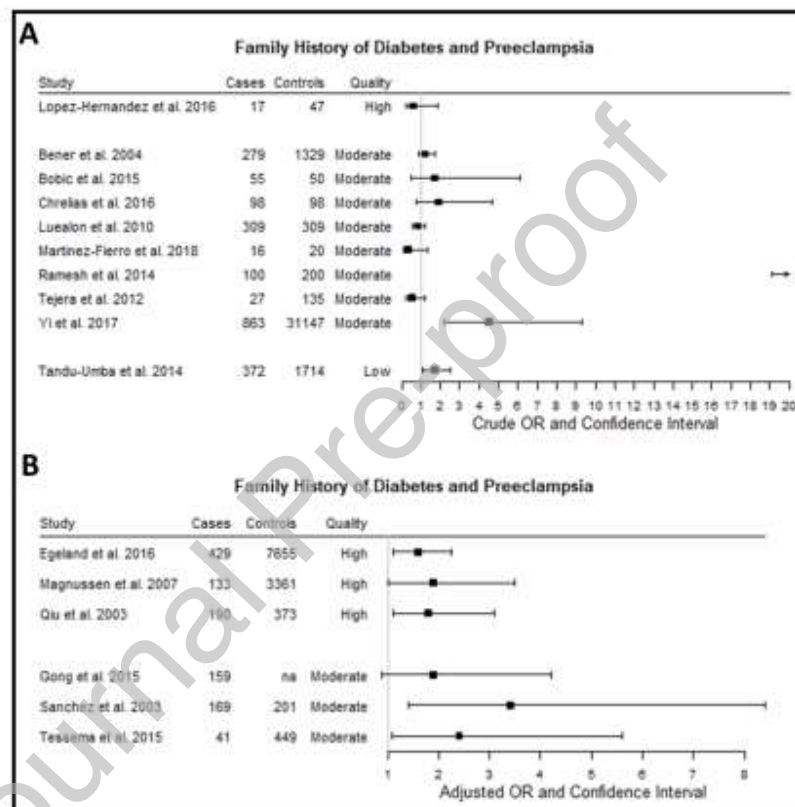 A
Family History of Diabetes and Preeclampsia
Study Cases Controls Quality
Lopez-Hernandez et al. 2016 17 47 High
Bener et al. 2004 279 1329 Moderate
Bobic et al. 2015 55 50 Moderate
Chrelias et al. 2016 98 98 Moderate
Luealon et al. 2010 309 309 Moderate
Martinez-Fierro et al. 2018 16 20 Moderate
Ramesh et al. 2014 100 200 Moderate
Tejera et al. 2012 27 135 Moderate
Yi et al. 2017 863 31147 Moderate
Tandu-Umba et al. 2014 372 1714 Low
0 1 2 3 4 5 6 7 8 9 10 11 12 13 14 15 16 17 18 19 20
Crude OR and Confidence Interval
B
Family History of Diabetes and Preeclampsia
Study Cases Controls Quality
Egeland et al. 2016 429 7655 High
Magnussen et al. 2007 133 3361 High
Qiu et al. 2003 190 373 High
Gong et al. 2015 159 na Moderate
Sanchez et al. 2003 169 201 Moderate
Tessema et al. 2015 41 449 Moderate
1 2 3 4 5 6 7 8
Adjusted OR and Confidence Interval
Journal Pre-proof